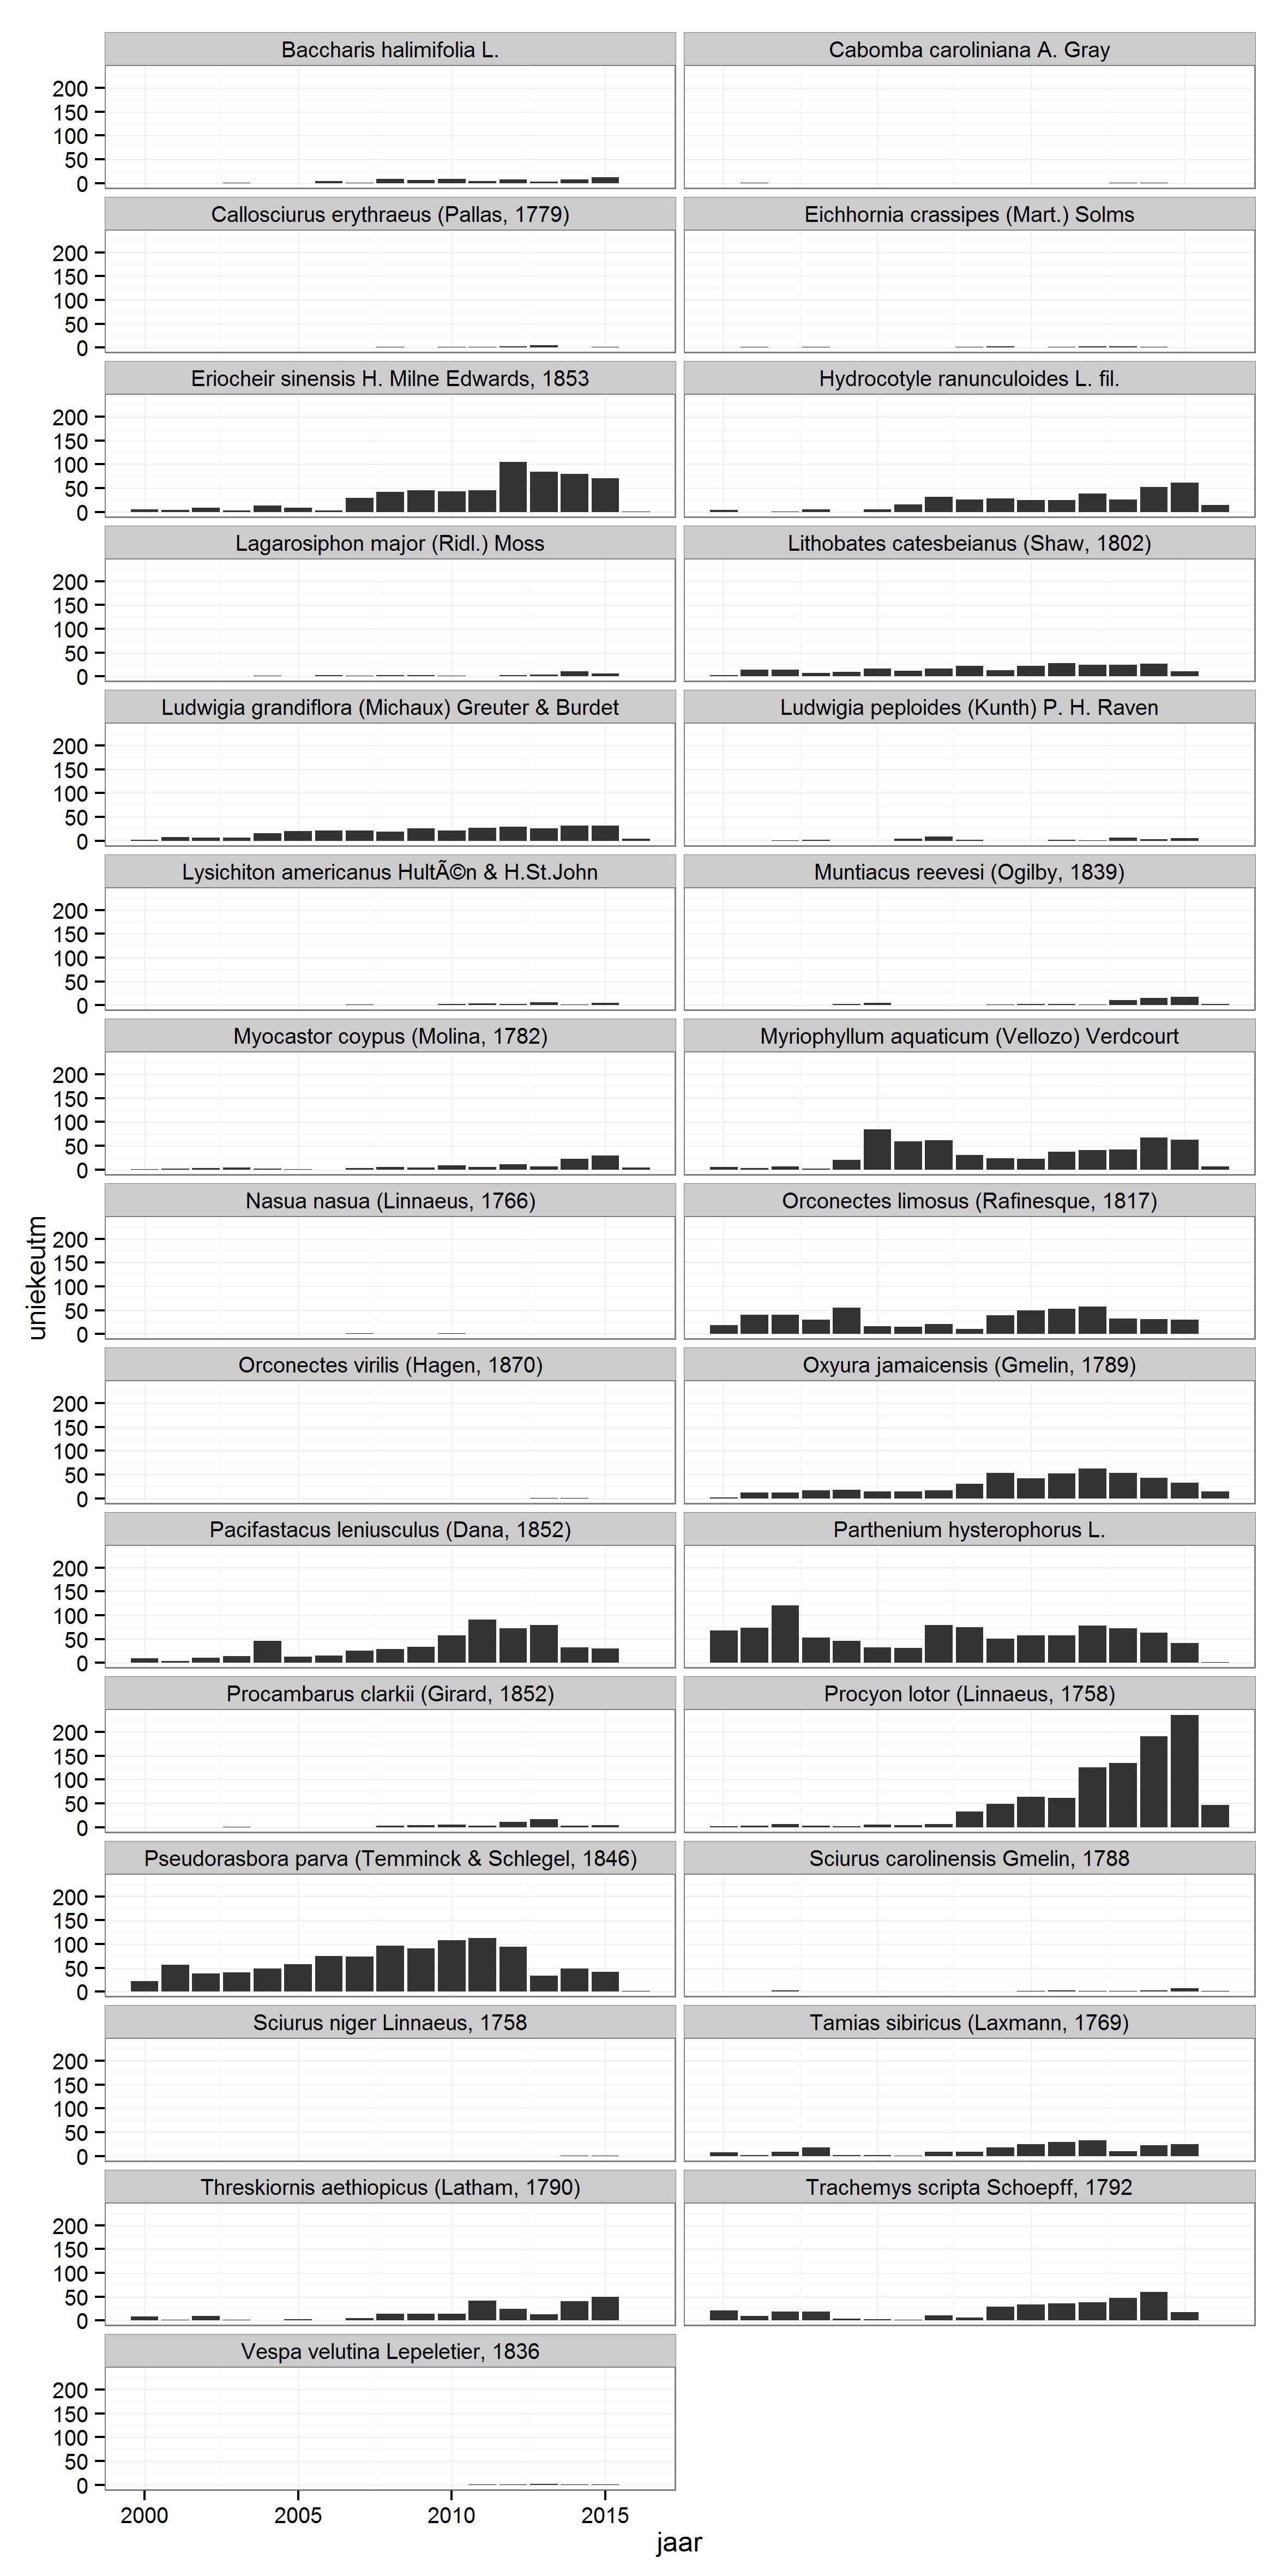 Baccharis halimifolia L.
Cabomba caroliniana A. Gray
200
150
100
50
0
Callosciurus erythraeus (Pallas, 1779)
Eichhornia crassipes (Mart.) Solms
200
150
100
50
0
Eriocheir sinensis H. Milne Edwards, 1853
Hydrocotyle ranunculoides L. fil.
200
150
100
50
0
Lagarosiphon major (Ridl.) Moss
Lithobates catesbeianus (Shaw, 1802)
200
150
100
50
0
Ludwigia grandiflora (Michaux) Greuter & Burdet
Ludwigia peploides (Kunth) P. H. Raven
200
150
100
50
0
Lysichiton americanus HultÃ©n & H.St.John
Muntiacus reevesi (Ogilby, 1839)
200
150
100
50
0
Myocastor coypus (Molina, 1782)
Myriophyllum aquaticum (Vellozo) Verdcourt
200
150
100
50
0
Nasua nasua (Linnaeus, 1766)
Orconectes limosus (Rafinesque, 1817)
200
150
100
50
0
uniekeutm
Orconectes virilis (Hagen, 1870)
Oxyura jamaicensis (Gmelin, 1789)
200
150
100
50
0
Pacifastacus leniusculus (Dana, 1852)
Parthenium hysterophorus L.
200
150
100
50
0
Procambarus clarkii (Girard, 1852)
Procyon lotor (Linnaeus, 1758)
200
150
100
50
0
Pseudorasbora parva (Temminck & Schlegel, 1846)
Sciurus carolinensis Gmelin, 1788
200
150
100
50
0
Sciurus niger Linnaeus, 1758
Tamias sibiricus (Laxmann, 1769)
200
150
100
50
0
Threskiornis aethiopicus (Latham, 1790)
Trachemys scripta Schoepff, 1792
200
150
100
50
0
Vespa velutina Lepeletier, 1836
200
150
100
50
0
2000 2005 2010 2015
jaar